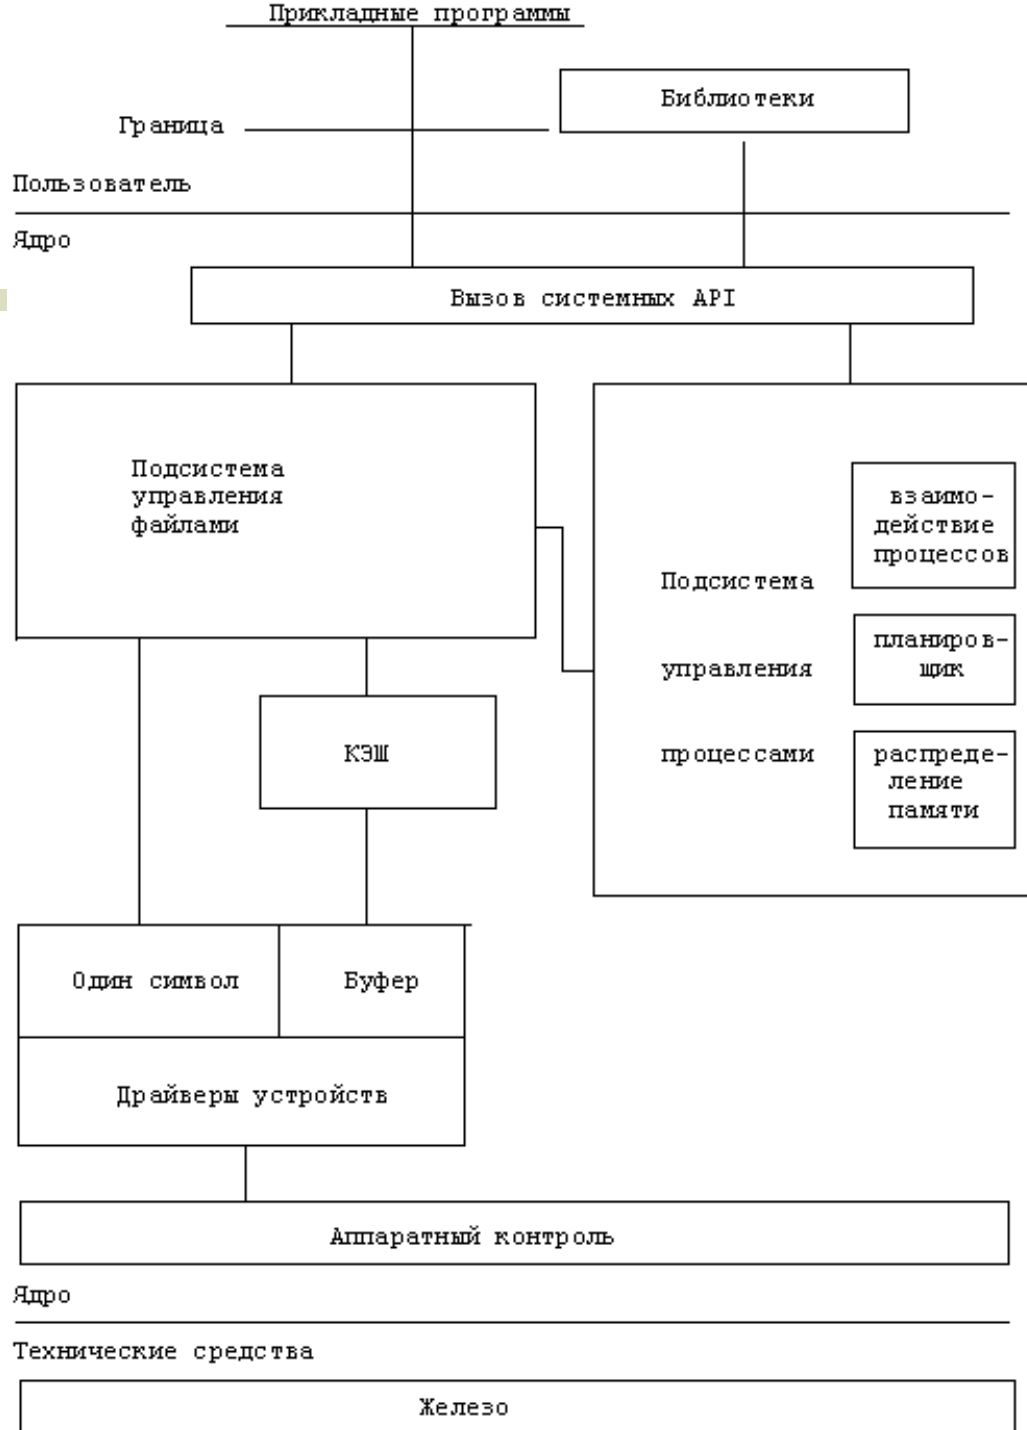 Прикладные программы
Библиотеки
Граница
Пользователь
Ядро
Вызов системных API
Подсистема
управления
файлами
взаимо-
действие
процессов
Подсистема
планиров-
щик
управления
процессами
распреде-
ление
памяти
КЭШ
Один символ
Буфер
Драйверы устройств
Аппаратный контроль
Ядро
Технические средства
Железо